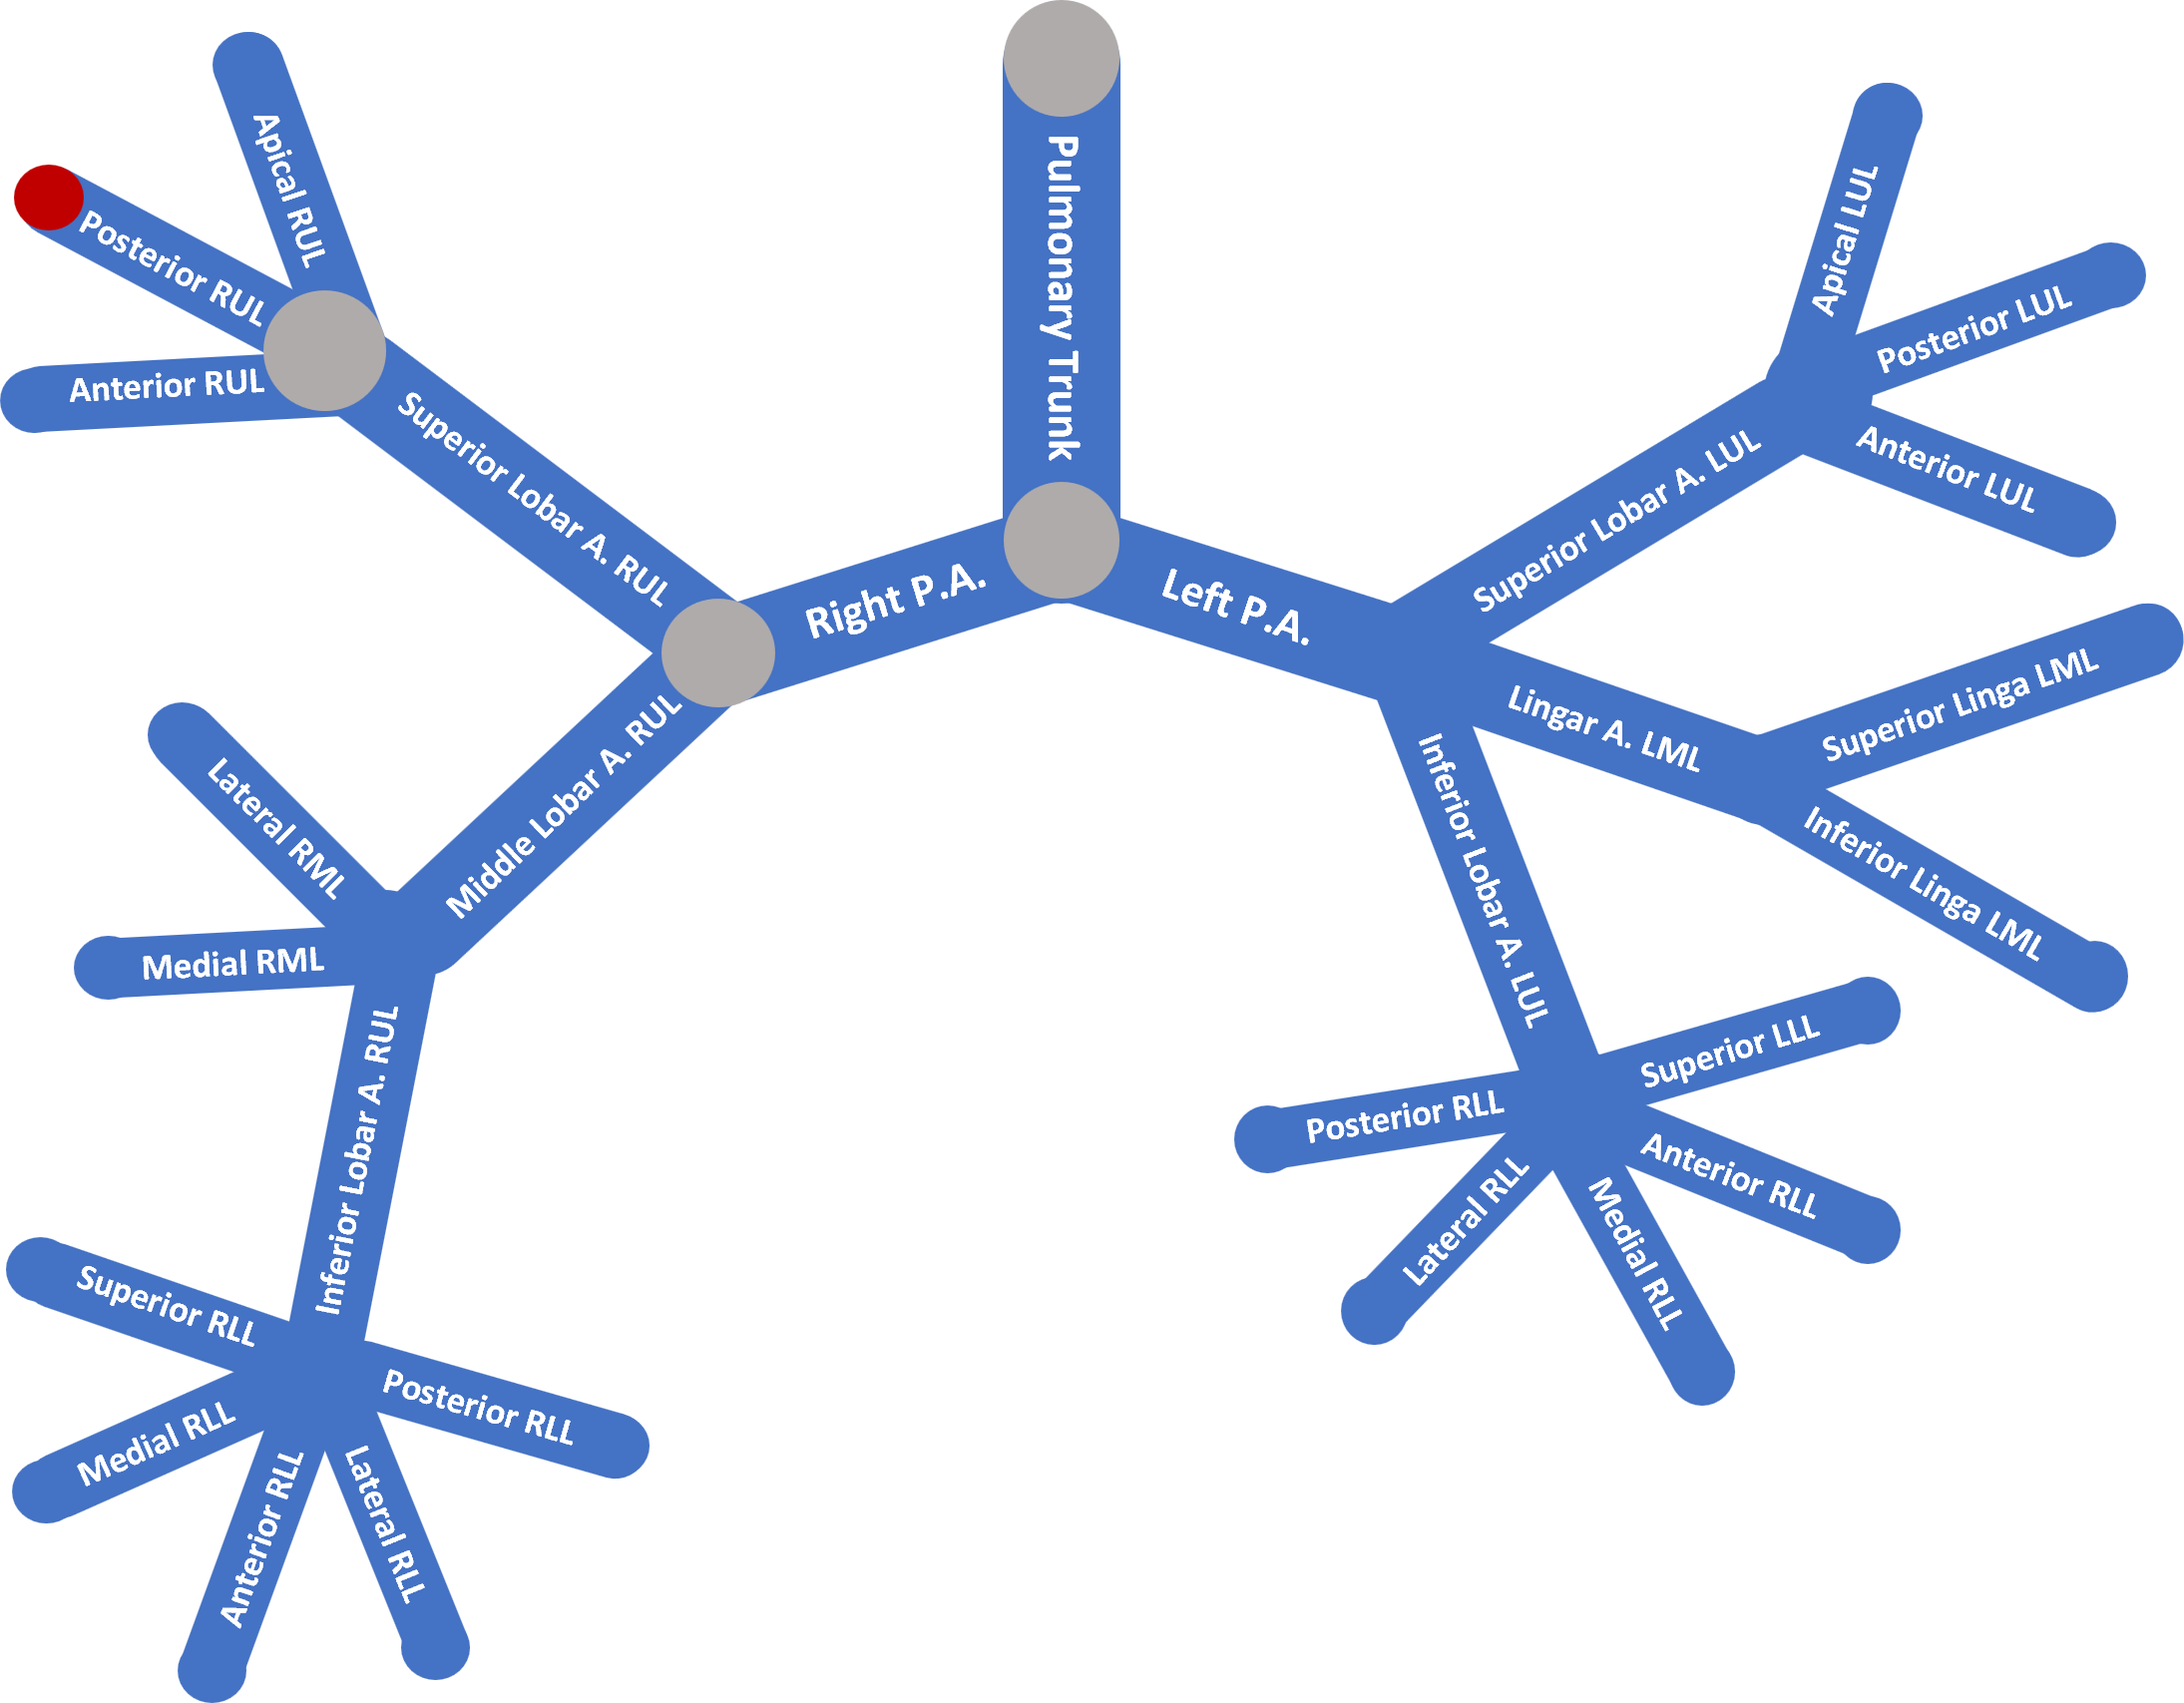 Pulmonary Trunk
Right P.A.
Left P.A.
Superior Lobar A. RUL
Apical RUL
Posterior RUL
Anterior RUL
Middle Lobar A. RUL
Lateral RML
Medial RML
Inferior Lobar A. RUL
Superior RLL
Medial RLL
Anterior RLL
Lateral RLL
Posterior RLL
Superior Lobar A. LUL
Apical LUL
Posterior LUL
Anterior LUL
Lingar A. LML
Superior Linga LML
Inferior Linga LML
Inferior Lobar A. LUL
Superior LLL
Anterior RLL
Medial RLL
Lateral RLL
Posterior RLL